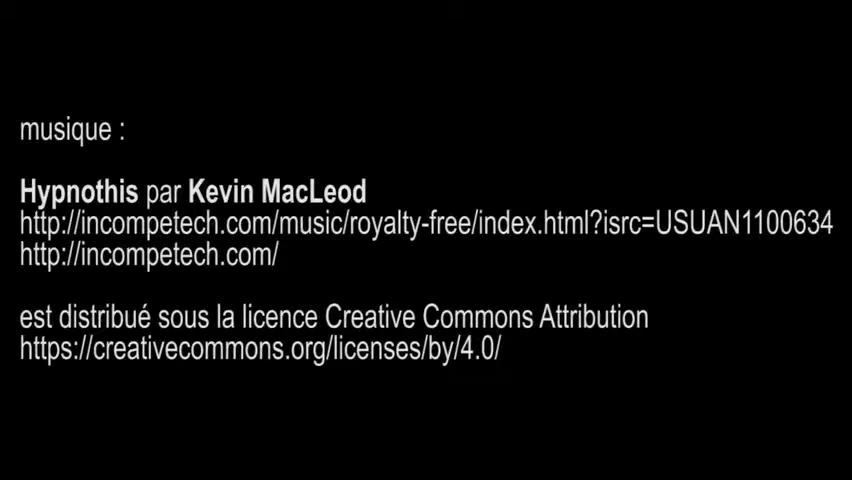 musique :
Hypnothis par Kevin MacLeod
http://incompetech.com/music/royalty-free/index.html?isrc=USUAN1100634
http://incompetech.com/
est distribué sous la licence Creative Commons Attribution
https://creativecommons.org/licenses/by/4.0/